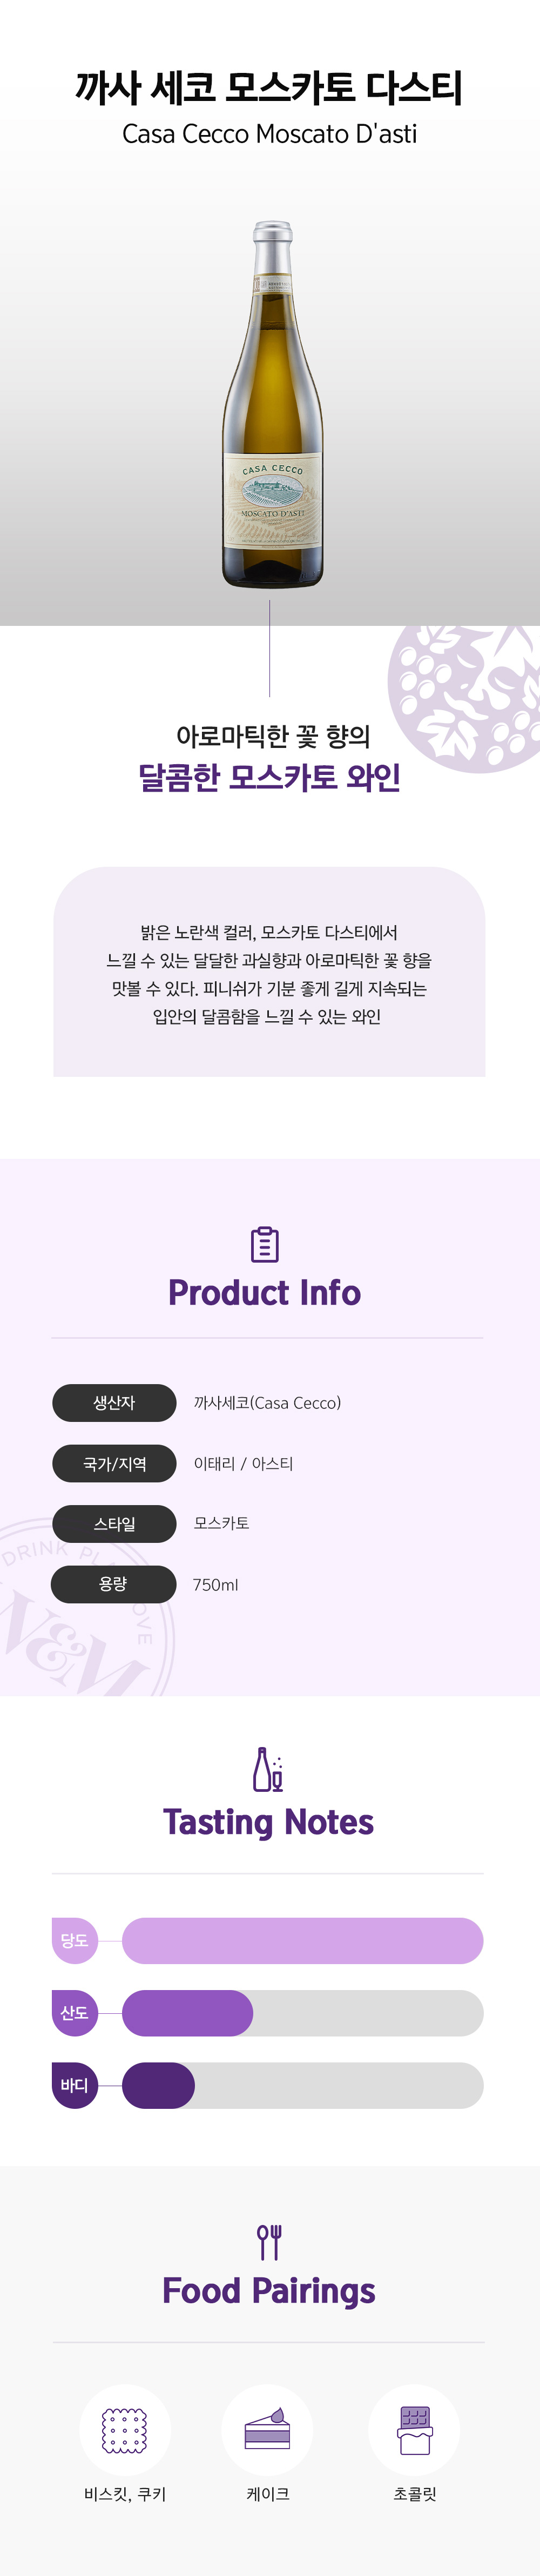 까사 세코 모스카토 다스티
Casa Cecco Moscato D'asti
CASA CECCO
MOSCATO D'ASTI
아로마틱한 꽃 향의
달콤한 모스카토 와인
밝은 노란색 컬러, 모스카토 다스티에서
느낄 수 있는 달달한 과실향과 아로마틱한 꽃 향을
맛볼 수 있다. 피니쉬가 기분 좋게 길게 지속되는
입안의 달콤함을 느낄 수 있는 와인
Product Info
생산자 까사세코(Casa Cecco)
국가/지역 이태리 / 아스티
스타일 모스카토
용량 750ml
DRINK
W&M
Tasting Notes
당도
산도
바디
Food Pairings
비스킷, 쿠키 케이크 초콜릿